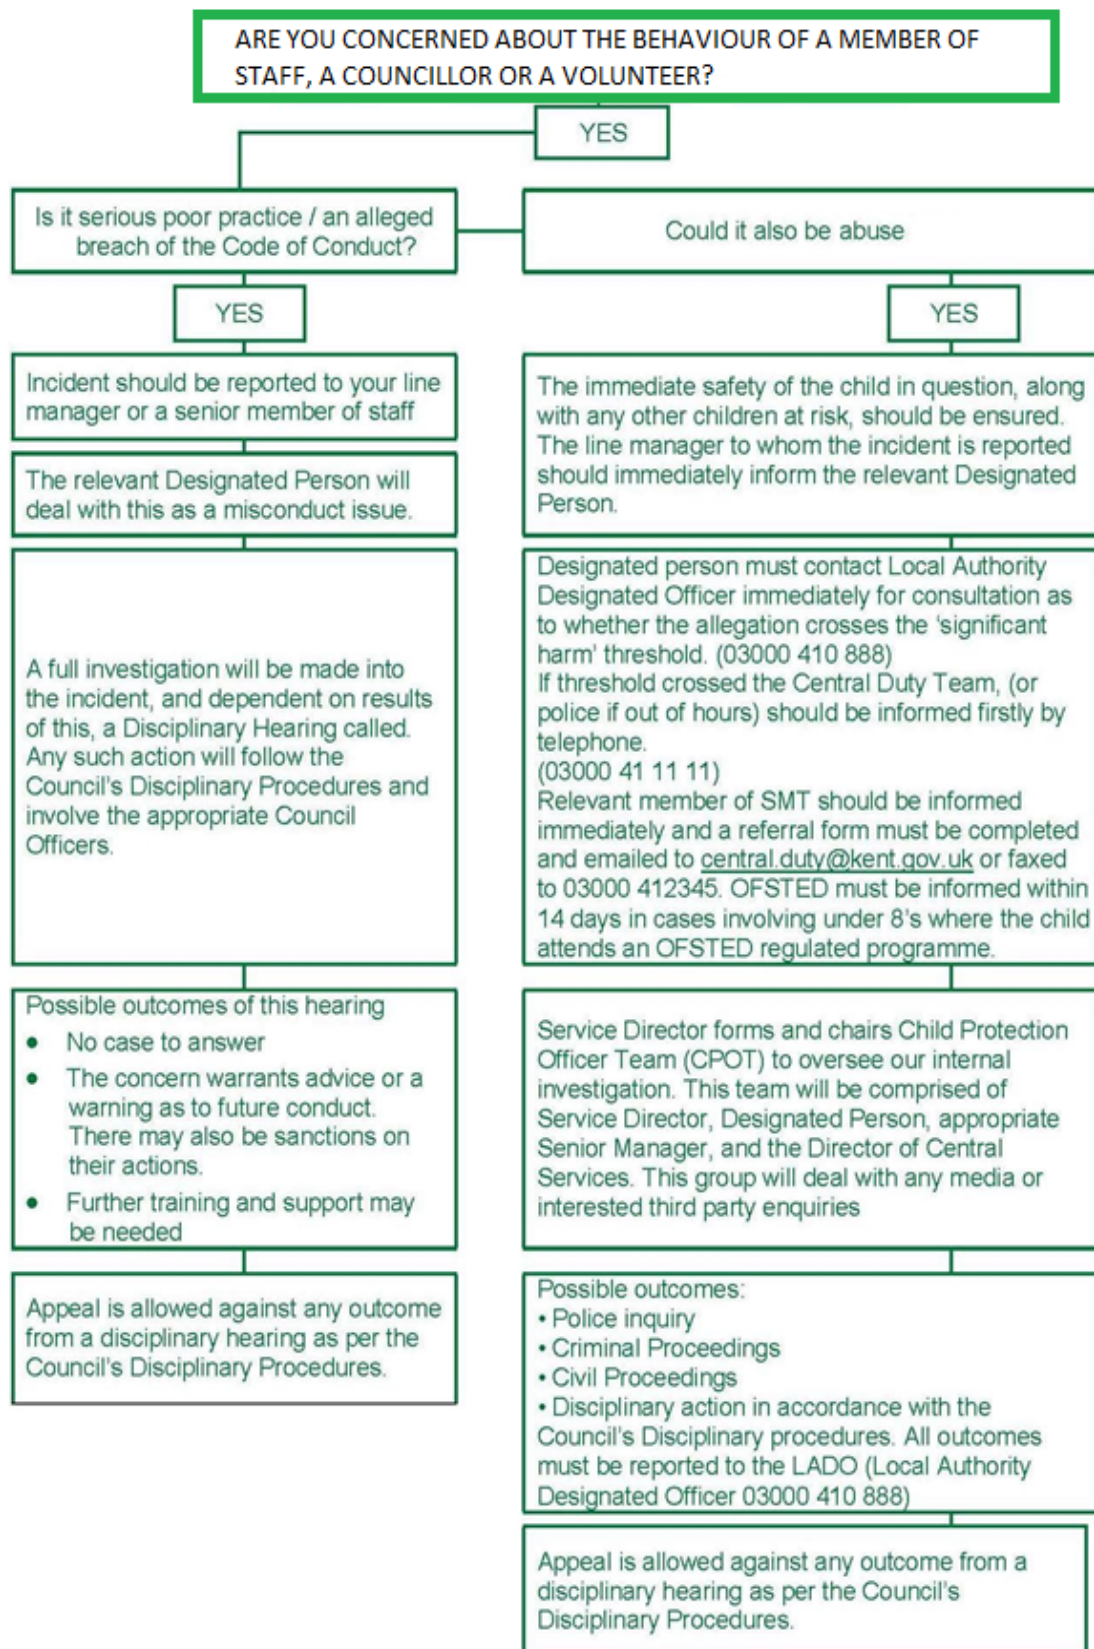 ARE YOU CONCERNED ABOUT THE BEHAVIOUR OF A MEMBER OF
STAFF, A COUNCILLOR OR A VOLUNTEER?
YES
Is it serious poor practice / an alleged
breach of the Code of Conduct?
Could it also be abuse
YES
YES
Incident should be reported to your line
manager or a senior member of staff
The relevant Designated Person will
deal with this as a misconduct issue.
A full investigation will be made into
the incident, and dependent on results
of this, a Disciplinary Hearing called.
Any such action will follow the
Council's Disciplinary Procedures and
involve the appropriate Council
Officers.
Possible outcomes of this hearing
● No case to answer
● The concern warrants advice or a
warning as to future conduct.
There may also be sanctions on
their actions.
● Further training and support may
be needed
Appeal is allowed against any outcome
from a disciplinary hearing as per the
Council's Disciplinary Procedures.
The immediate safety of the child in question, along
with any other children at risk, should be ensured.
The line manager to whom the incident is reported
should immediately inform the relevant Designated
Person.
Designated person must contact Local Authority
Designated Officer immediately for consultation as
to whether the allegation crosses the 'significant
harm' threshold. (03000 410 888)
If threshold crossed the Central Duty Team, (or
police if out of hours) should be informed firstly by
telephone.
(03000 41 11 11)
Relevant member of SMT should be informed
immediately and a referral form must be completed
and emailed to central.duty@kent.gov.uk or faxed
to 03000 412345. OFSTED must be informed within
14 days in cases involving under 8's where the child
attends an OFSTED regulated programme.
Service Director forms and chairs Child Protection
Officer Team (CPOT) to oversee our internal
investigation. This team will be comprised of
Service Director, Designated Person, appropriate
Senior Manager, and the Director of Central
Services. This group will deal with any media or
interested third party enquiries
Possible outcomes:
• Police inquiry
• Criminal Proceedings
• Civil Proceedings
• Disciplinary action in accordance with the
Council's Disciplinary procedures. All outcomes
must be reported to the LADO (Local Authority
Designated Officer 03000 410 888)
Appeal is allowed against any outcome from a
disciplinary hearing as per the Council's
Disciplinary Procedures.